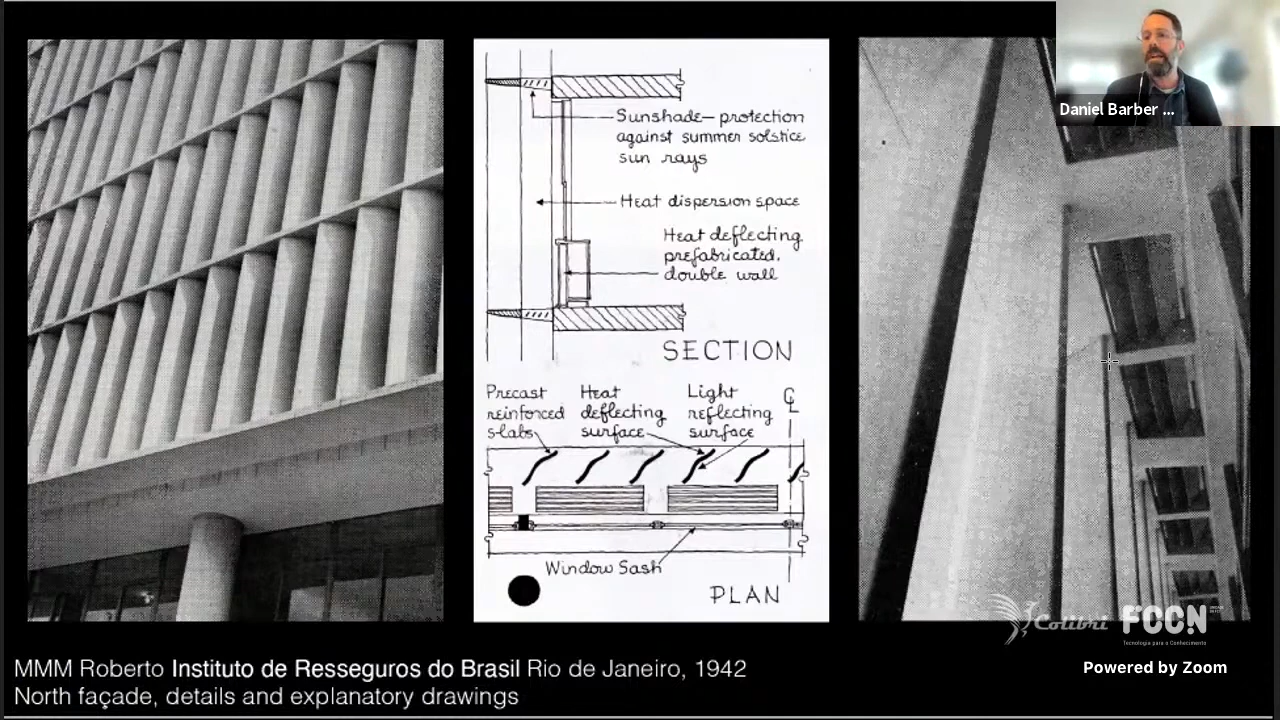 Daniel Barber ...
Sunshade— protection
against summer solstice
sun rays
Heat dispersion space
Heat deflecting
prefabricated.
double wall
SECTION
Precast
reinforced
slabs
Heat
deflecting
surface
Light
reflecting
surface
CL
Window Sash
PLAN
Colibri
FCCN
Tecnologia para o Conhecimento
Powered by Zoom
MMM Roberto Instituto de Resseguros do Brasil Rio de Janeiro, 1942
North façade, details and explanatory drawings